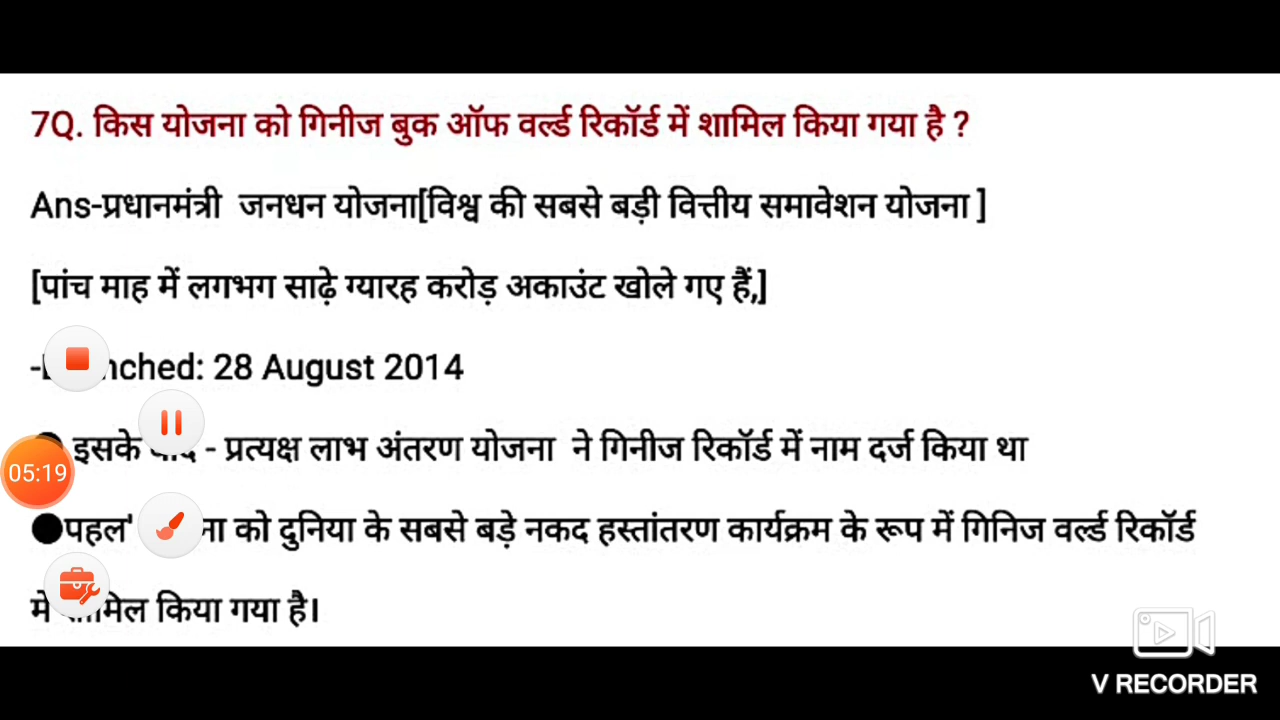 7Q. किस योजना को गिनीज बुक ऑफ वर्ल्ड रिकॉर्ड में शामिल किया गया है ?
Ans-प्रधानमंत्री जनधन योजना[विश्व की सबसे बड़ी वित्तीय समावेशन योजना ]
[पांच माह में लगभग साढ़े ग्यारह करोड़ अकाउंट खोले गए हैं,]
28 August 2014
इसके - प्रत्यक्ष लाभ अंतरण योजना ने गिनीज रिकॉर्ड में नाम दर्ज किया था
05:19
●पहल' को दुनिया के सबसे बड़े नकद हस्तांतरण कार्यक्रम के रूप में गिनिज वर्ल्ड रिकॉर्ड
किया गया है।
V RECORDER